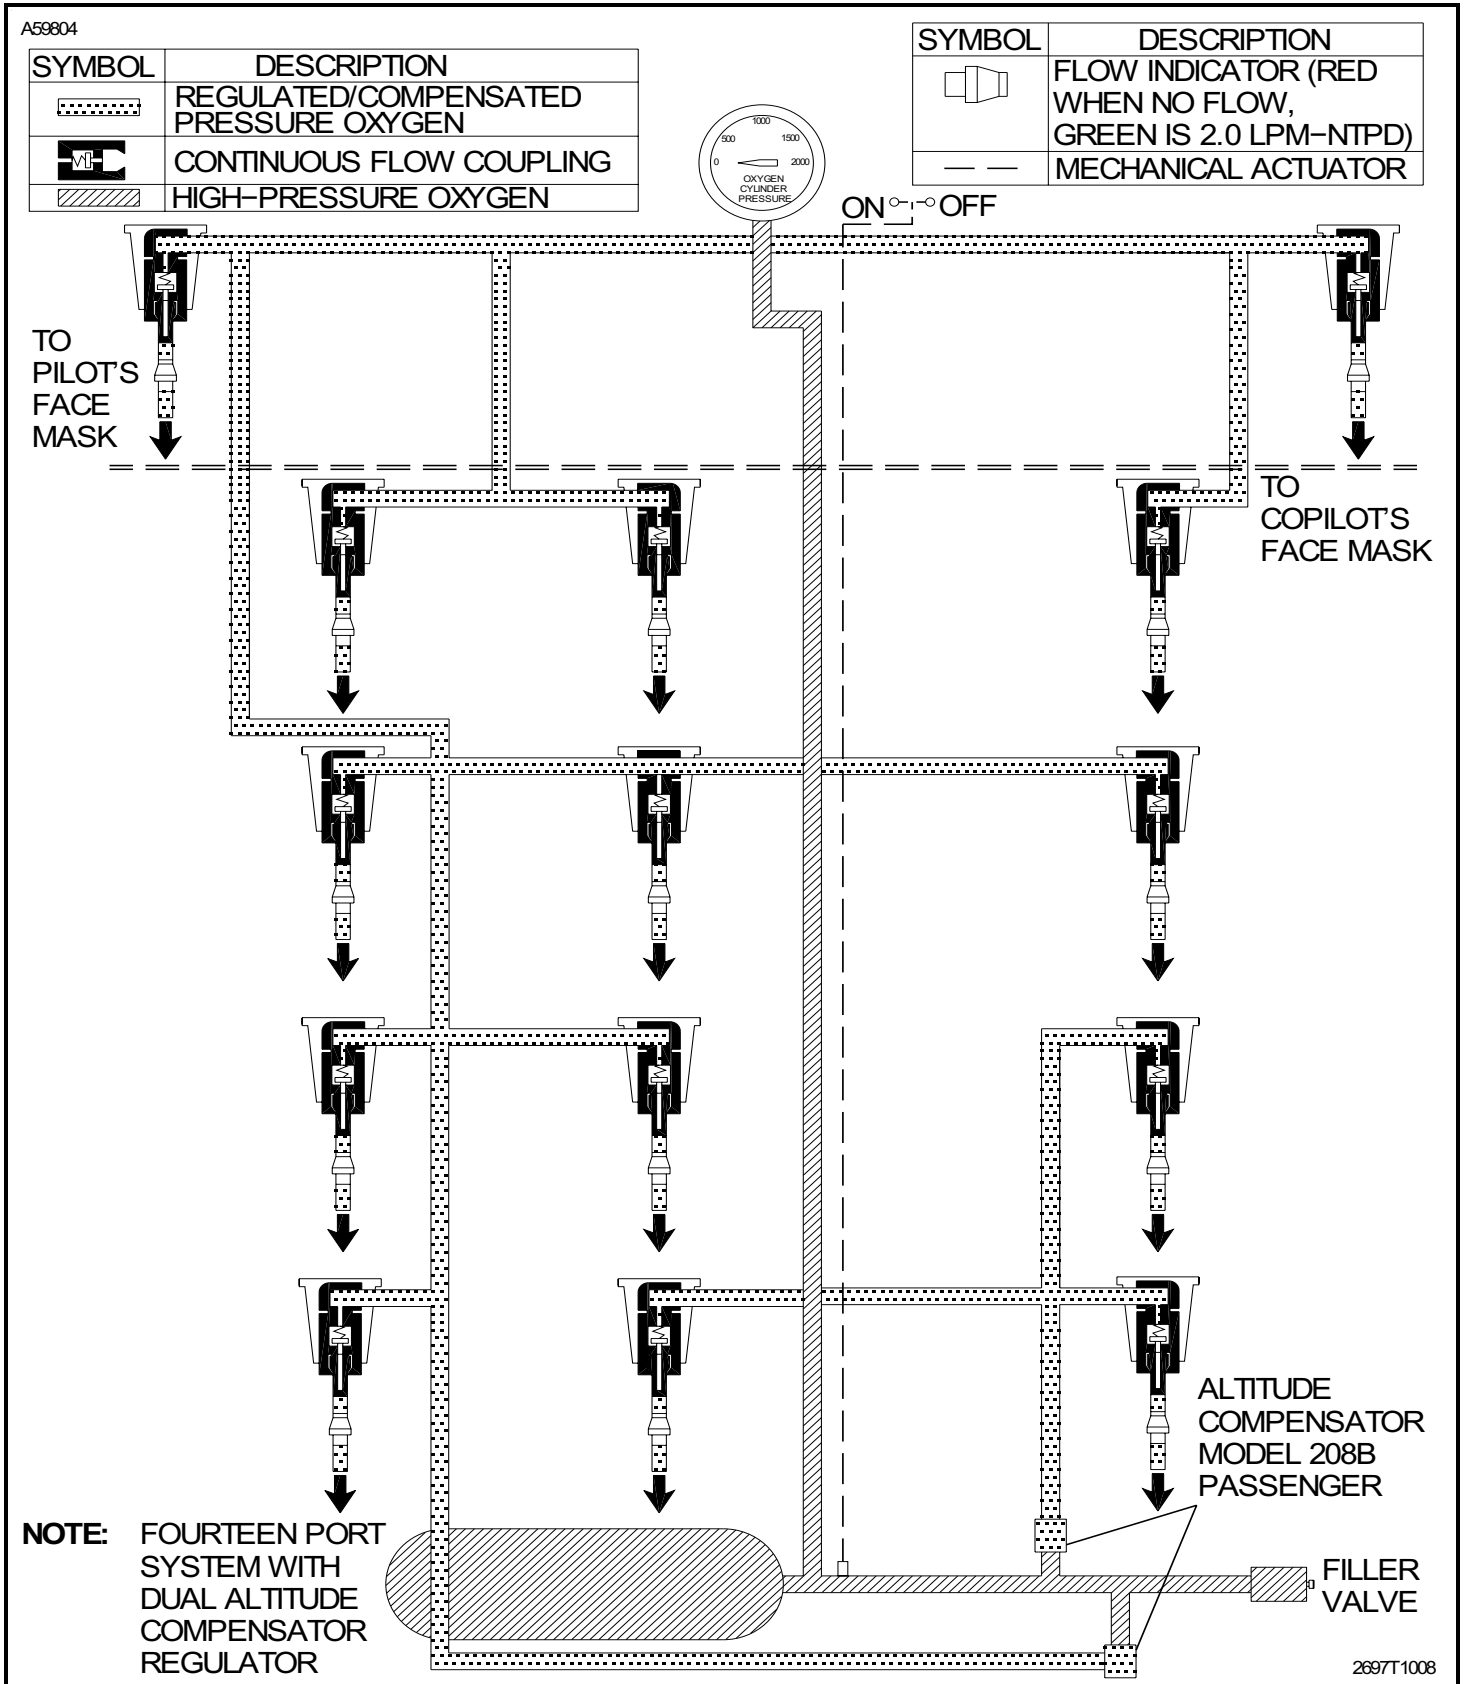 A59804
SYMBOL DESCRIPTION
REGULATED/COMPENSATED
PRESSURE OXYGEN
CONTINUOUS FLOW COUPLING
HIGH-PRESSURE OXYGEN
SYMBOL DESCRIPTION
FLOW INDICATOR (RED
WHEN NO FLOW,
GREEN IS 2.0 LPM-NTPD)
MECHANICAL ACTUATOR
0 500 1000 1500 2000
OXYGEN
CYLINDER
PRESSURE
ON OFF
TO
PILOT'S
FACE
MASK
TO
COPILOT'S
FACE MASK
ALTITUDE
COMPENSATOR
MODEL 208B
PASSENGER
NOTE: FOURTEEN PORT
SYSTEM WITH
DUAL ALTITUDE
COMPENSATOR
REGULATOR
FILLER
VALVE
2697T1008